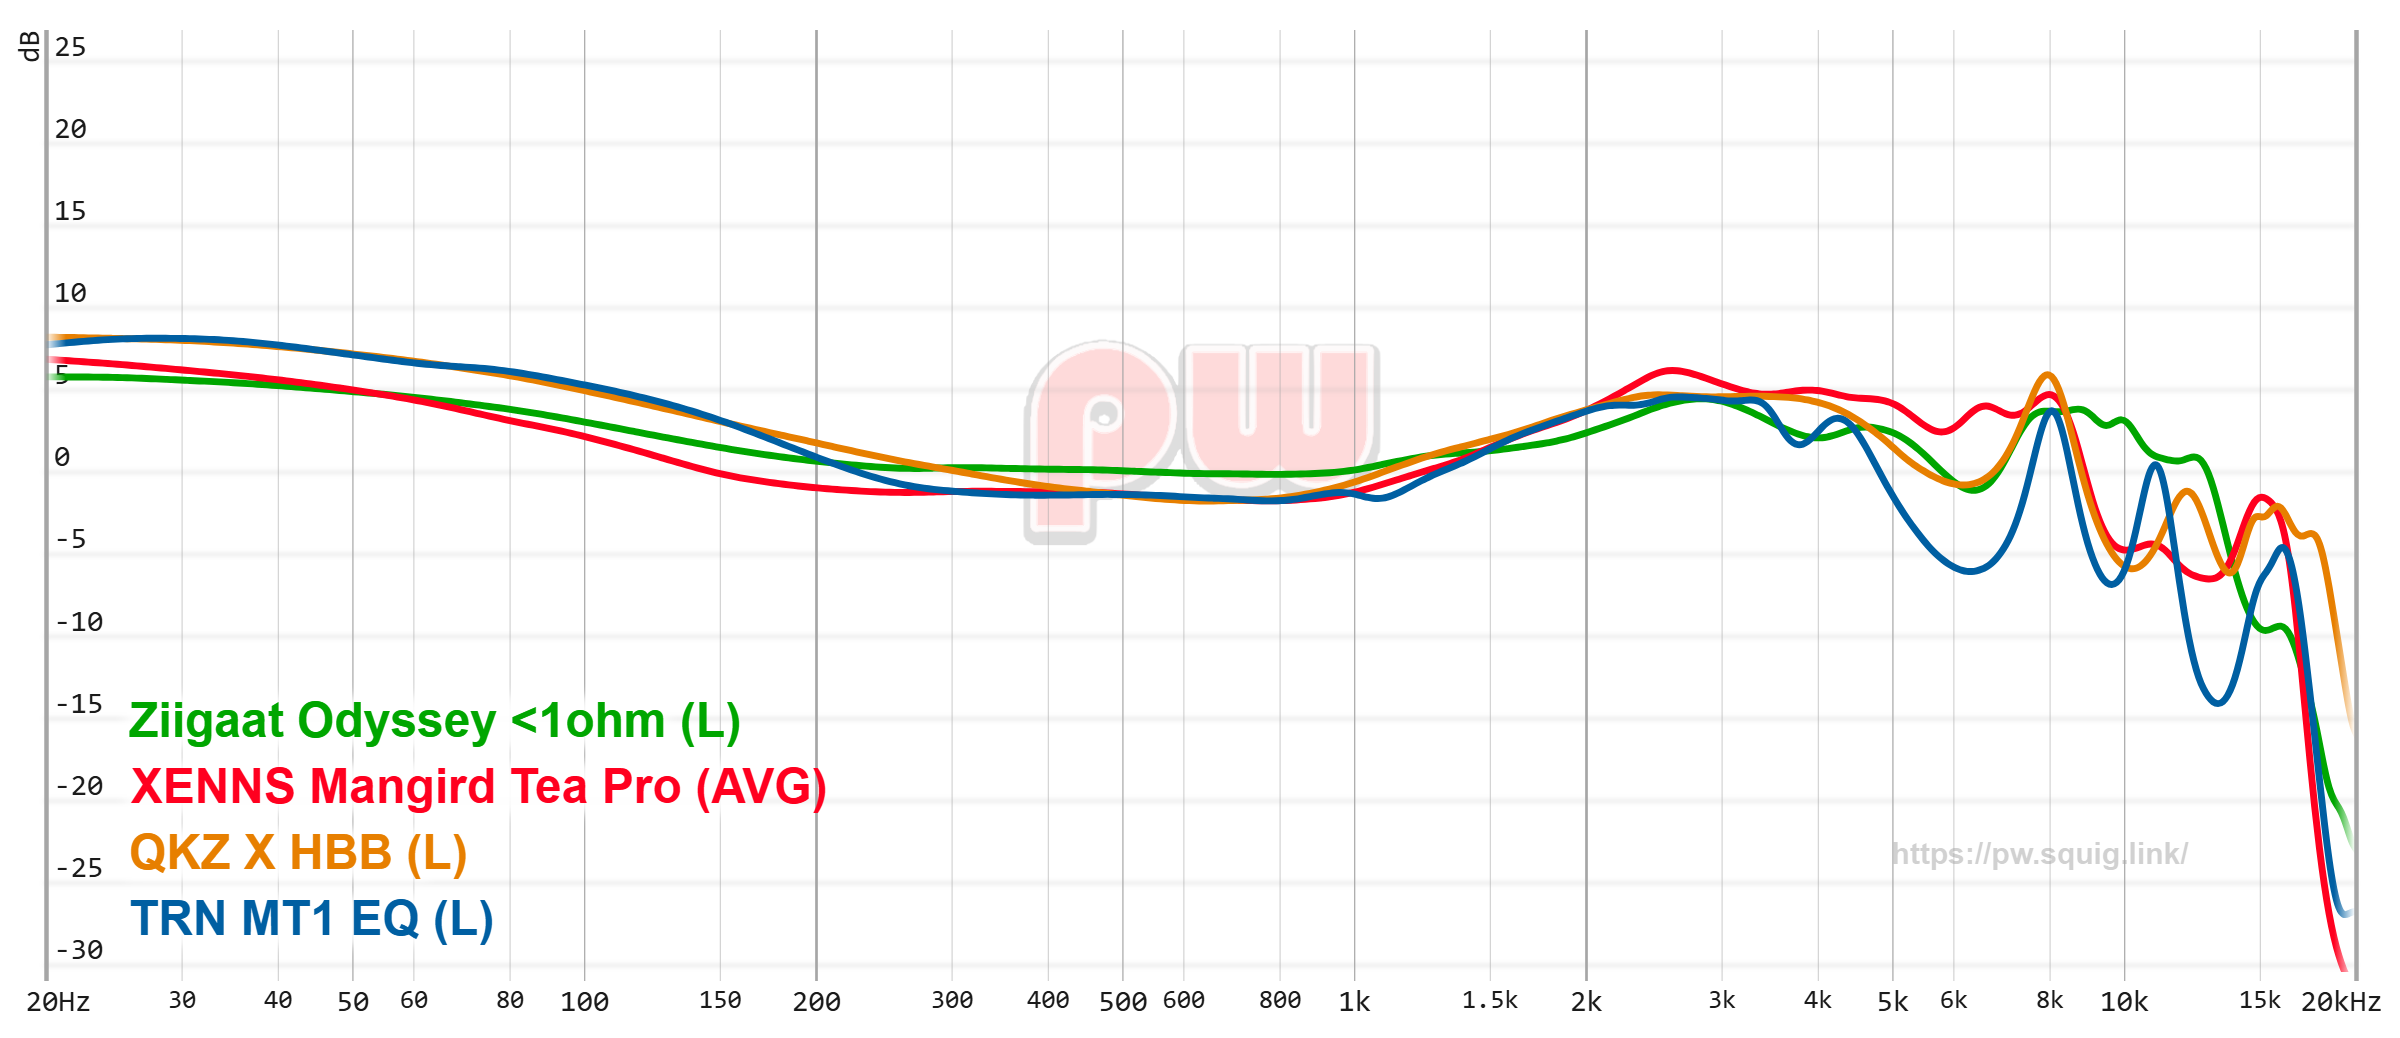 dB
25
20
15
10
5
0
-5
-10
-15
-20
-25
-30
pw
Ziigaat Odyssey <1ohm (L)
XENNS Mangird Tea Pro (AVG)
QKZ X HBB (L)
TRN MT1 EQ (L)
https://pw.squig.link/
20Hz 30 40 50 60 80 100 150 200 300 400 500 600 800 1k 1.5k 2k 3k 4k 5k 6k 8k 10k 15k 20kHz